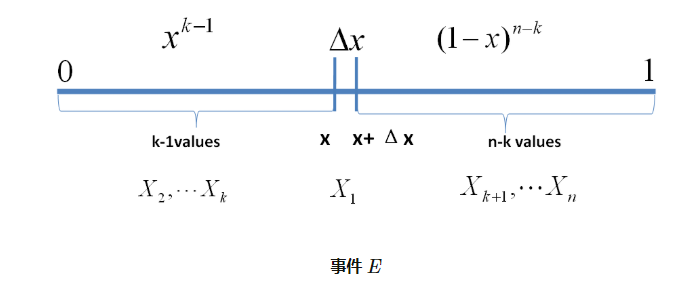 x^{k-1} Δx (1-x)^{n-k}
0 1
k-1values x x+ Δ x n-k values
X_2,⋯X_k X_1 X_{k+1},⋯X_n
事件 E